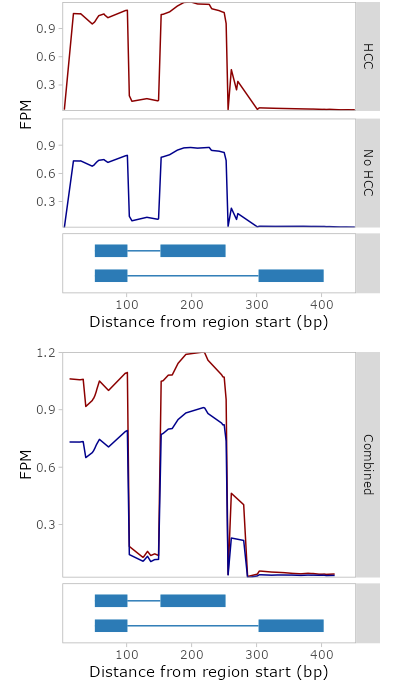 0.9
0.6
0.3
HCC
FPM
0.9
0.6
0.3
No HCC
100 200 300 400
Distance from region start (bp)
1.2
0.9
0.6
0.3
FPM
Combined
100 200 300 400
Distance from region start (bp)